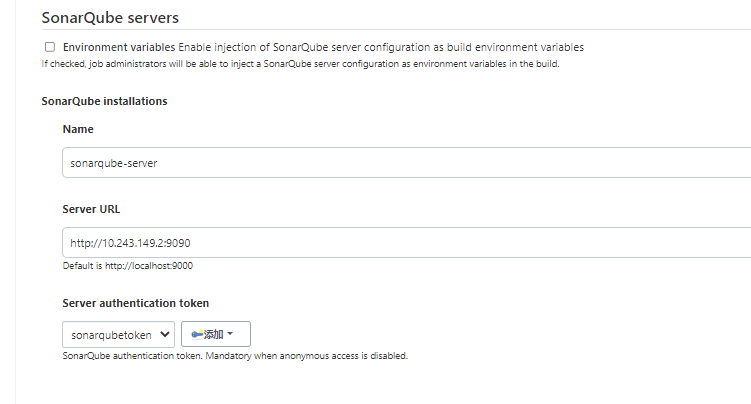 SonarQube servers
Environment variables Enable injection of SonarQube server configuration as build environment variables
If checked, job administrators will be able to inject a SonarQube server configuration as environment variables in the build.
SonarQube installations
Name
sonarqube-server
Server URL
http://10.243.149.2:9090
Default is http://localhost:9000
Server authentication token
sonarqubetoken 添加
SonarQube authentication token. Mandatory when anonymous access is disabled.